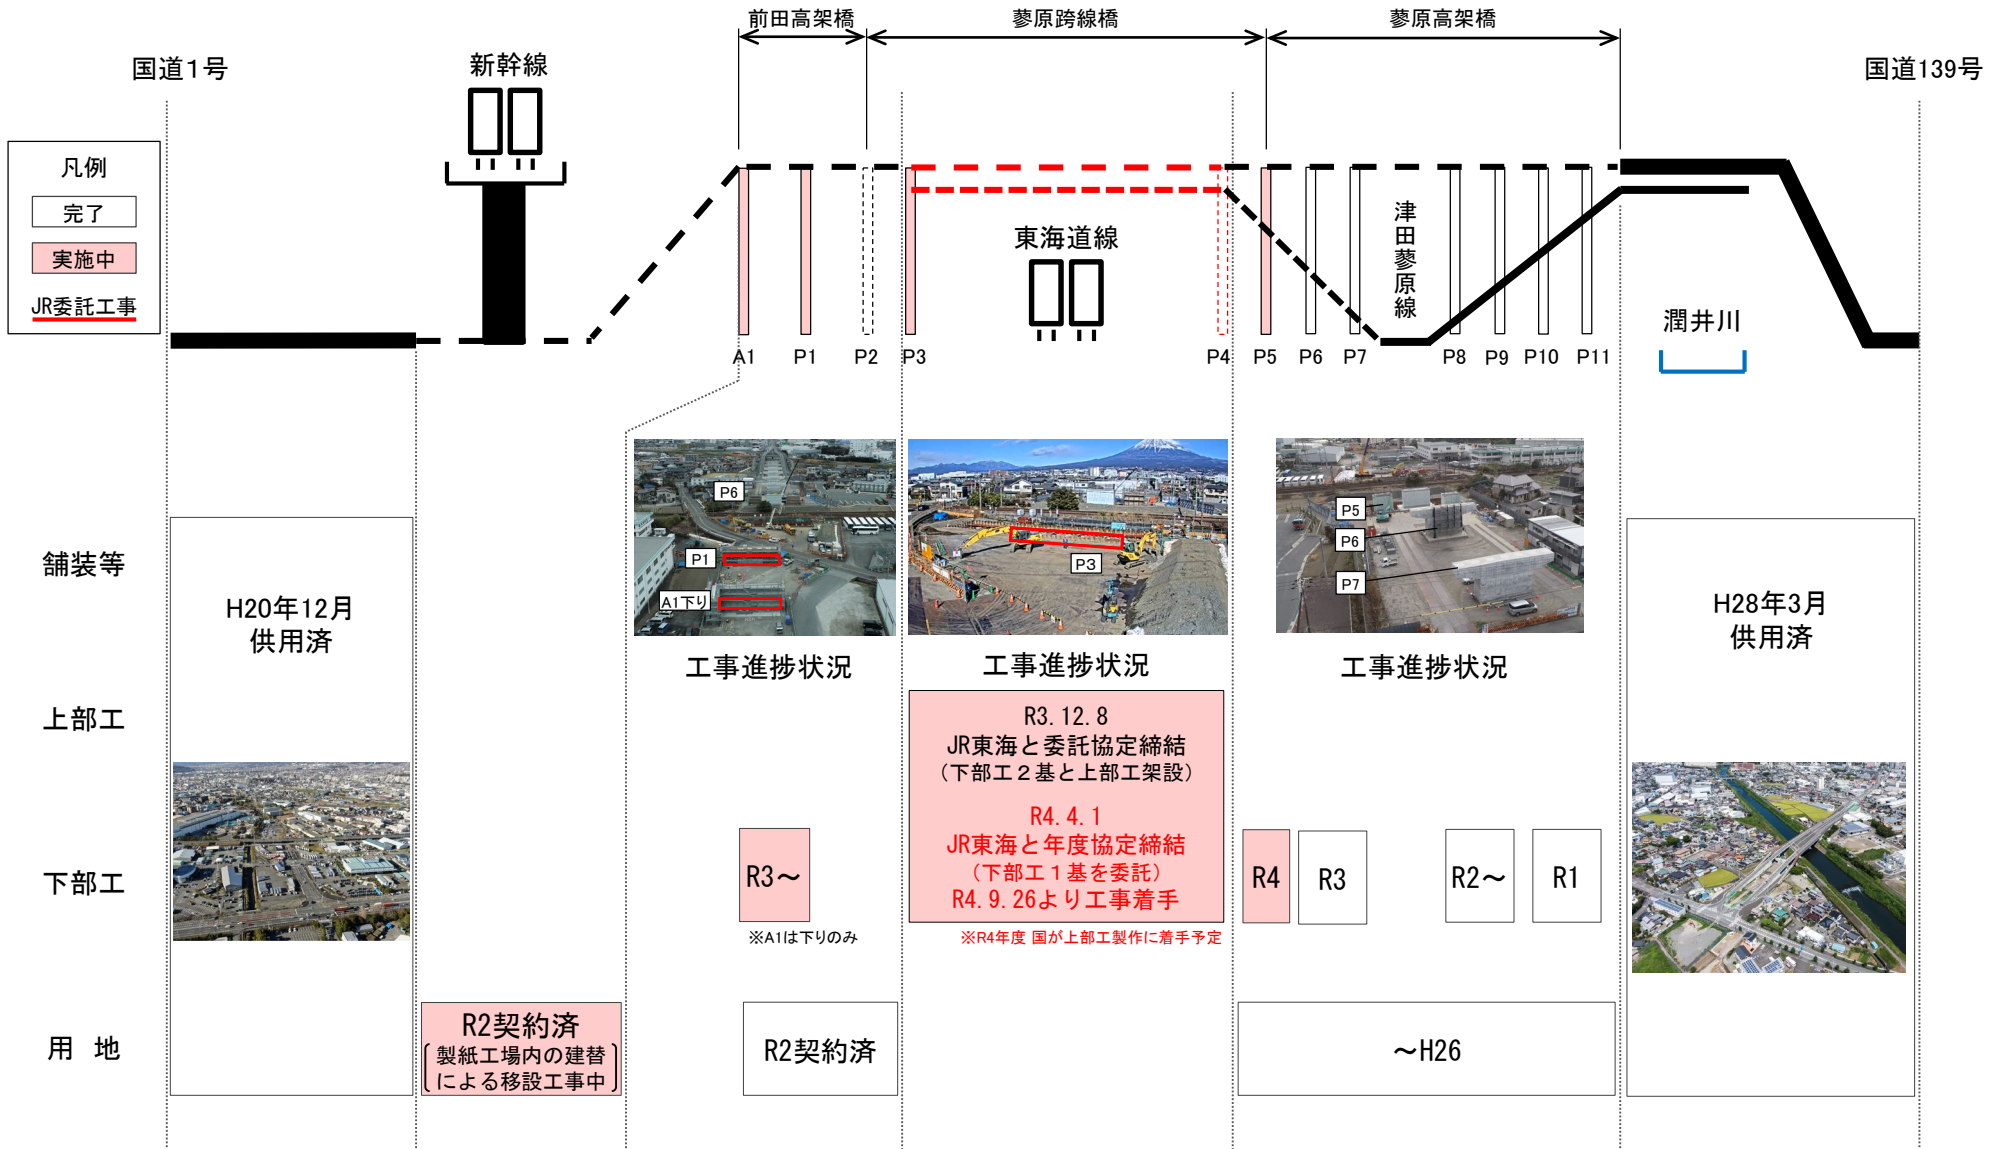 前田高架橋
蓼原跨線橋
蓼原高架橋
国道1号
新幹線
国道139号
凡例
完了
実施中
JR委託工事
東海道線
津田蓼原線
潤井川
A1
P1
P2
P3
P4
P5
P6
P7
P8
P9
P10
P11
P6
P1
A1下り
P3
P5
P6
P7
舗装等
H20年12月
供用済
H28年3月
供用済
工事進捗状況
工事進捗状況
工事進捗状況
上部工
R3.12.8
JR東海と委託協定締結
(下部工２基と上部工架設)
R4.4.1
JR東海と年度協定締結
(下部工１基を委託)
R4.9.26より工事着手
下部工
R3～
R4
R3
R2～
R1
※A1は下りのみ
※R4年度 国が上部工製作に着手予定
用 地
R2契約済
製紙工場内の建替
による移設工事中
R2契約済
～H26